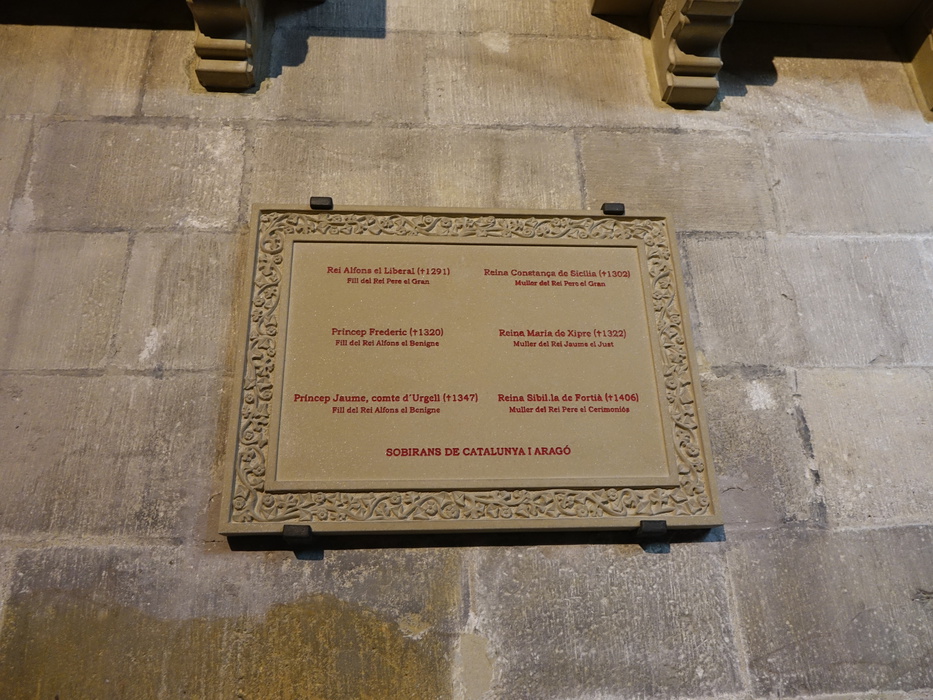 Rei Alfons el Liberal (†1291)
Fill del Rei Pere el Gran
Príncep Frederic (†1320)
Fill del Rei Alfons el Benigne
Príncep Jaume, comte d'Urgell (†1347)
Fill del Rei Alfons el Benigne
Reina Constança de Sicília (†1302)
Muller del Rei Pere el Gran
Reina Maria de Xipre (†1322)
Muller del Rei Jaume el Just
Reina Sibil.la de Fortià (†1406)
Muller del Rei Pere el Cerimoniós
SOBIRANS DE CATALUNYA I ARAGÓ